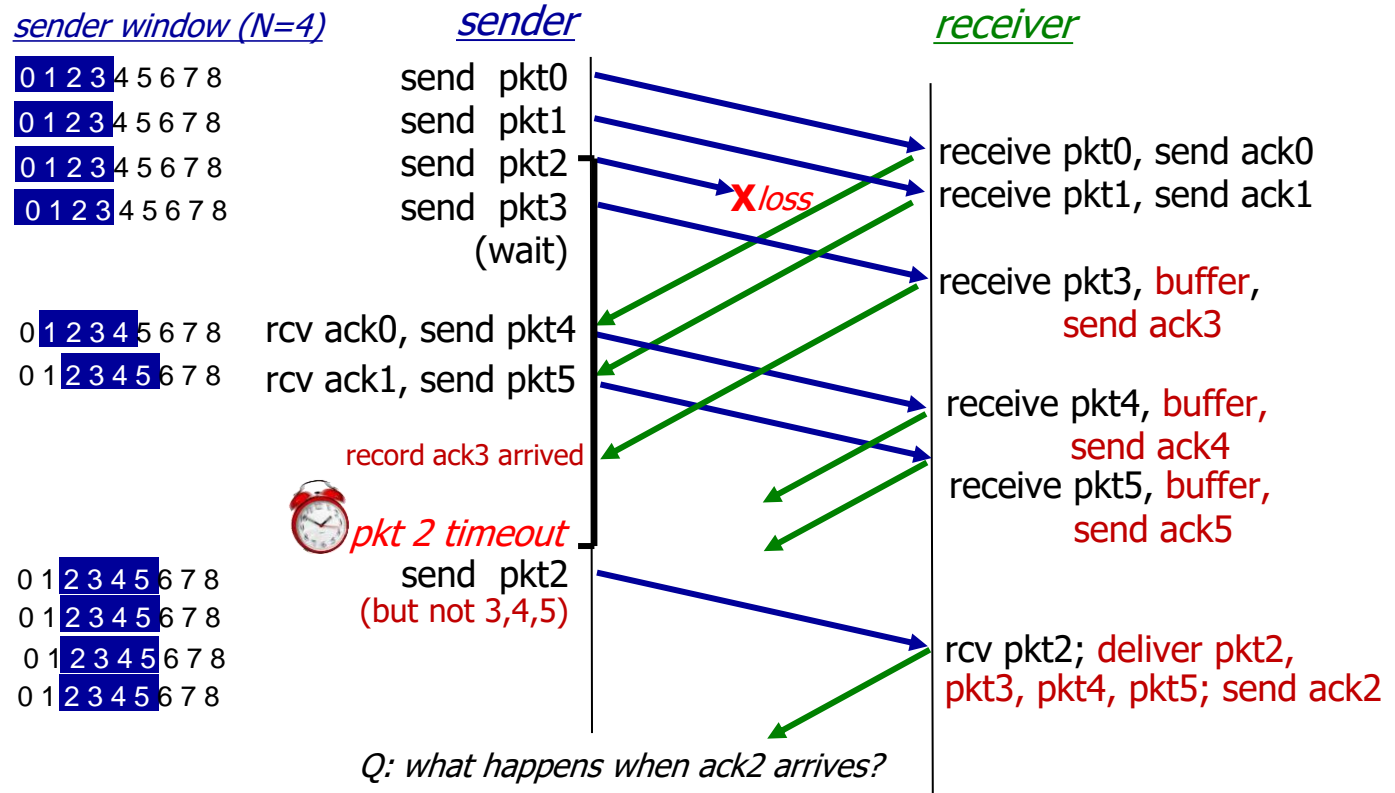 sender window (N=4)
sender
receiver
0 1 2 3 4 5 6 7 8
send pkt0
0 1 2 3 4 5 6 7 8
send pkt1
0 1 2 3 4 5 6 7 8
send pkt2
0 1 2 3 4 5 6 7 8
send pkt3
(wait)
X loss
receive pkt0, send ack0
receive pkt1, send ack1
receive pkt3, buffer,
send ack3
0 1 2 3 4 5 6 7 8
rcv ack0, send pkt4
0 1 2 3 4 5 6 7 8
rcv ack1, send pkt5
receive pkt4, buffer,
send ack4
receive pkt5, buffer,
send ack5
record ack3 arrived
pkt 2 timeout
0 1 2 3 4 5 6 7 8
send pkt2
0 1 2 3 4 5 6 7 8
(but not 3,4,5)
0 1 2 3 4 5 6 7 8
0 1 2 3 4 5 6 7 8
rcv pkt2; deliver pkt2,
pkt3, pkt4, pkt5; send ack2
Q: what happens when ack2 arrives?